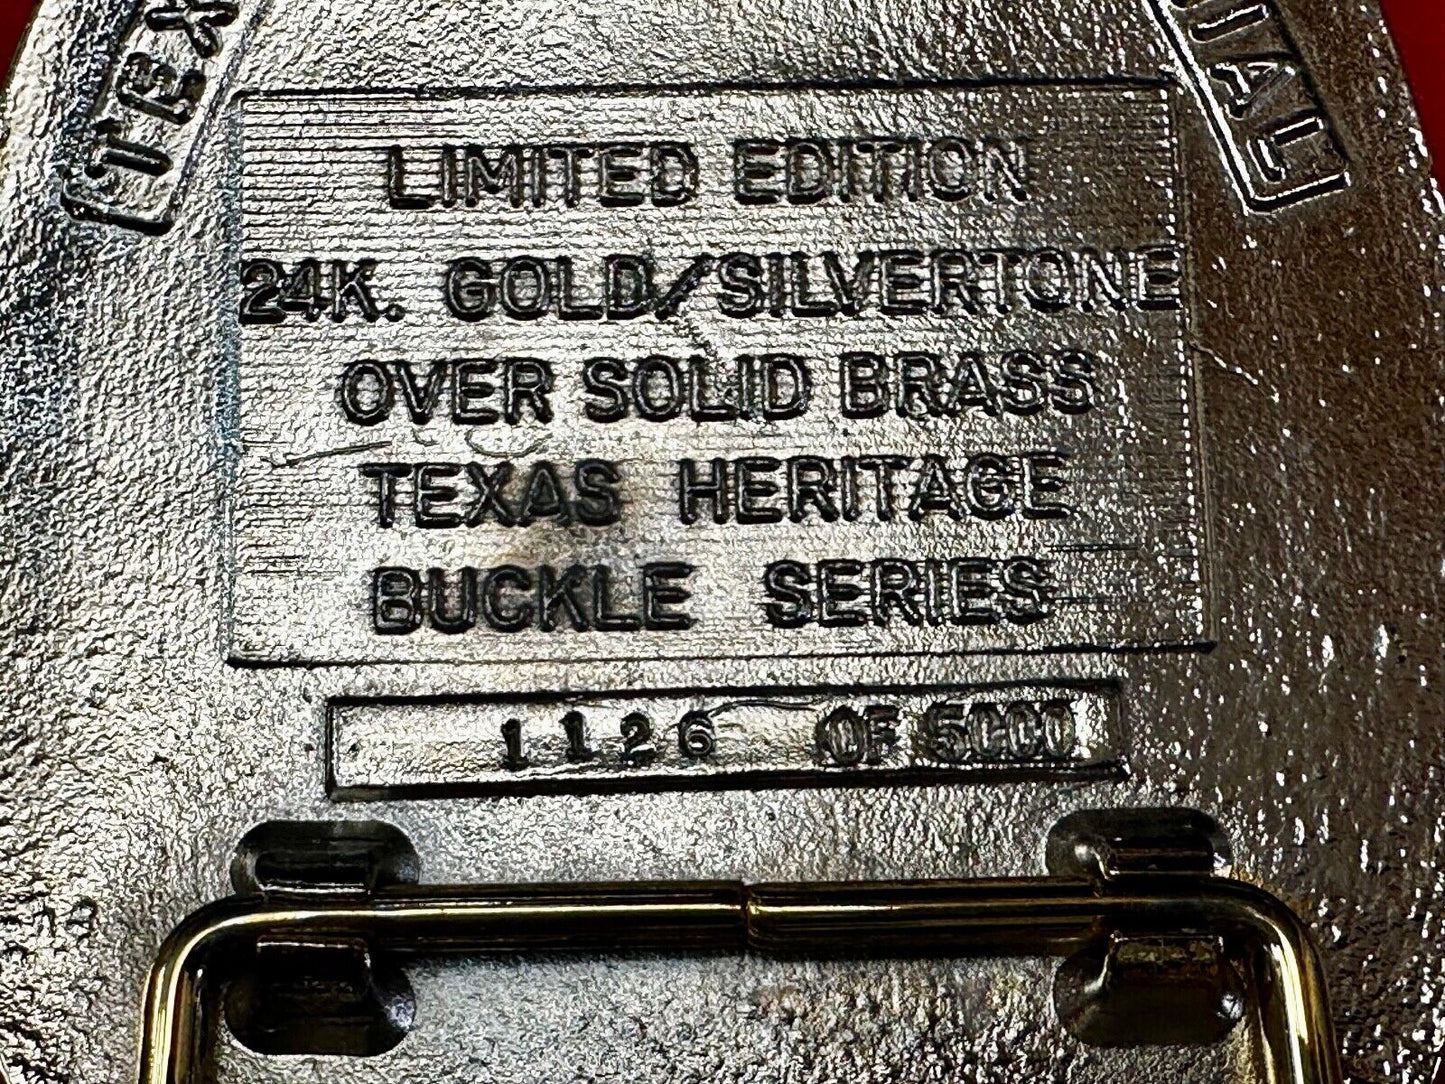 LIMITED EDITION
24K. GOLD/SILVERTONE
OVER SOLID BRASS
TEXAS HERITAGE
BUCKLE SERIES
1126 OF 5000